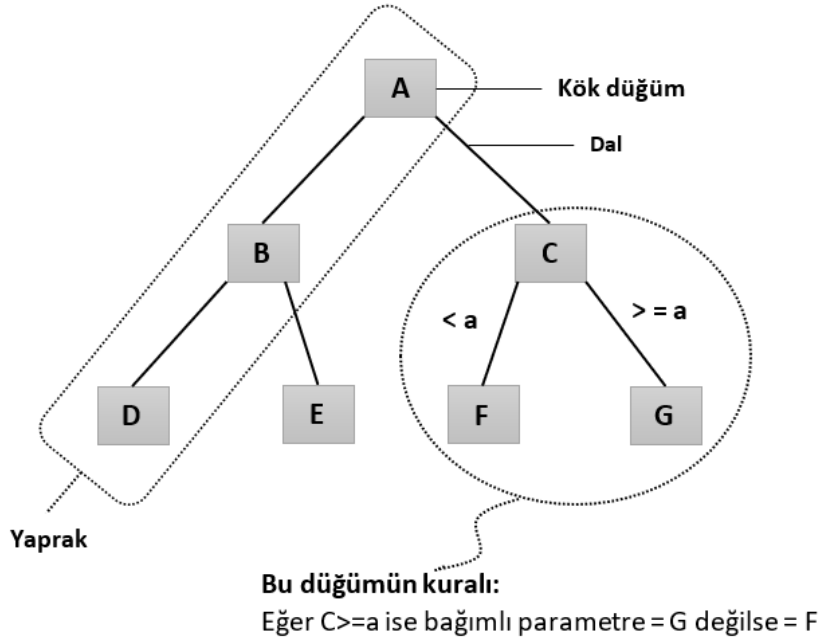 A
Kök düğüm
Dal
B
C
< a
> = a
D
E
F
G
Yaprak
Bu düğümün kuralı:
Eğer C>=a ise bağımlı parametre = G değilse = F